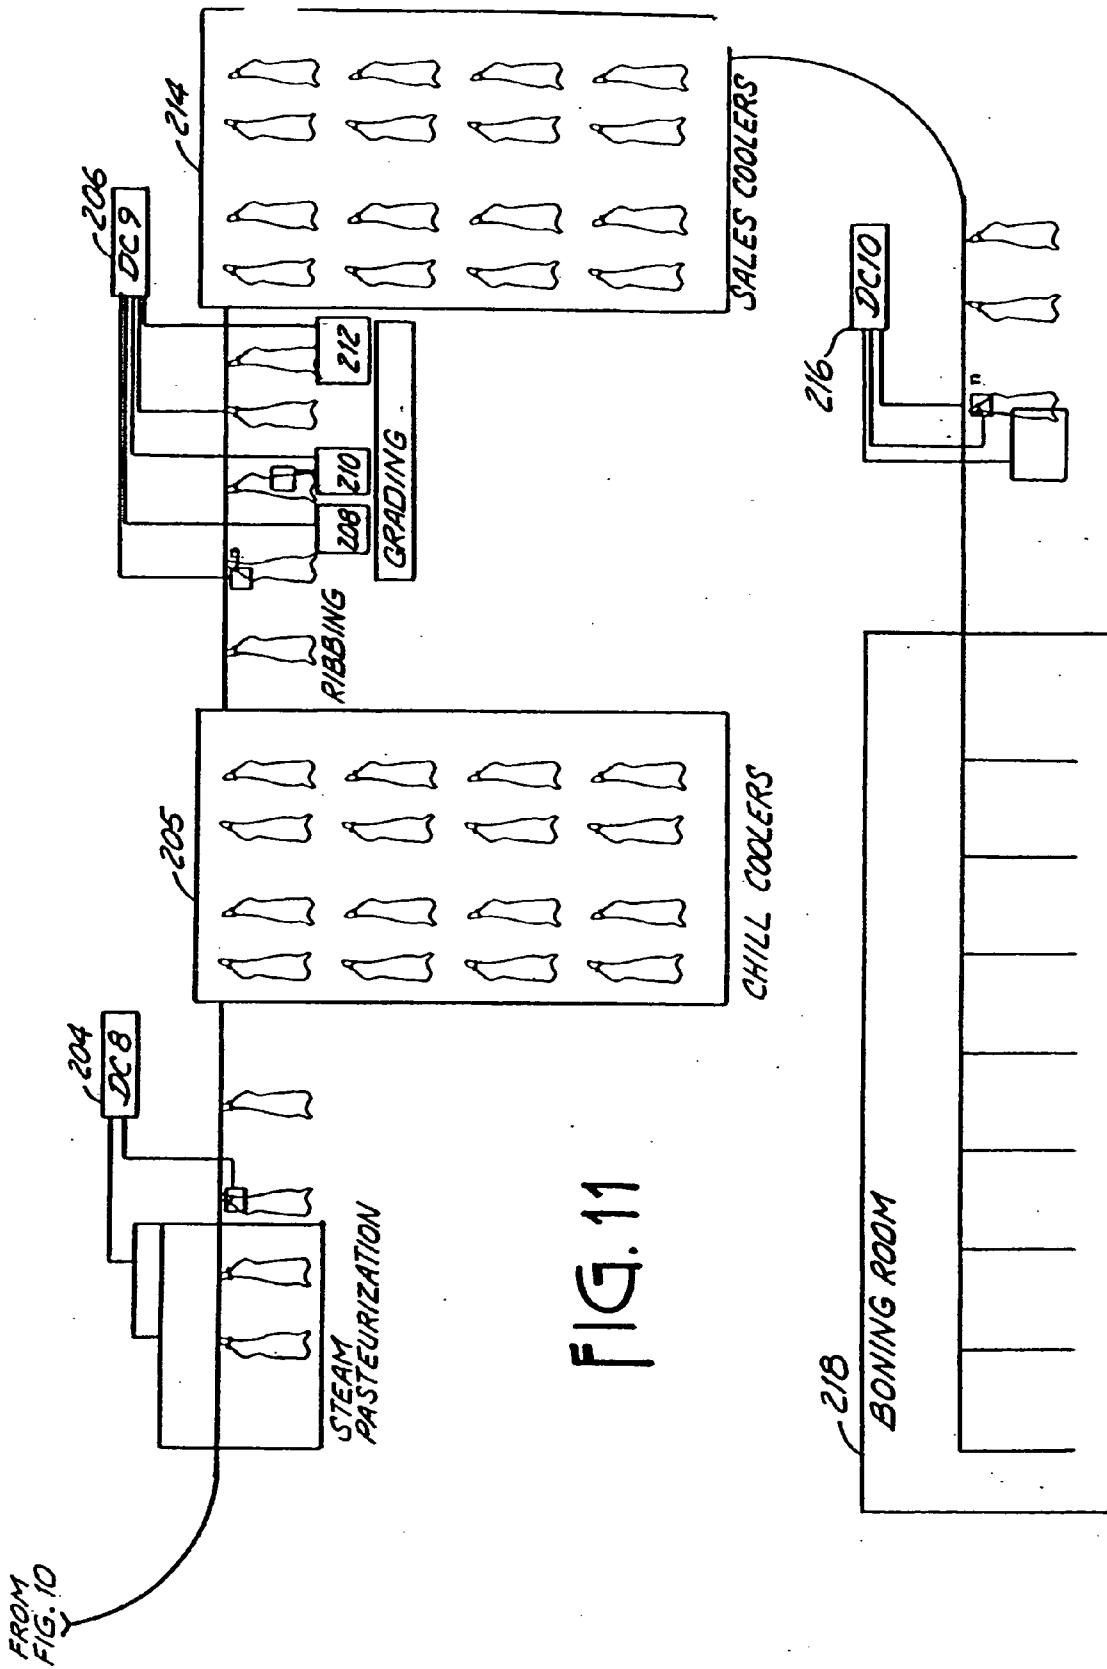 FROM
FIG. 10
204
DC 8
STEAM
PASTEURIZATION
205
CHILL COOLERS
RIBBING
206
DC 9
208
210
212
GRADING
214
SALES COOLERS
216
DC10
218
BONING ROOM
FIG. 11